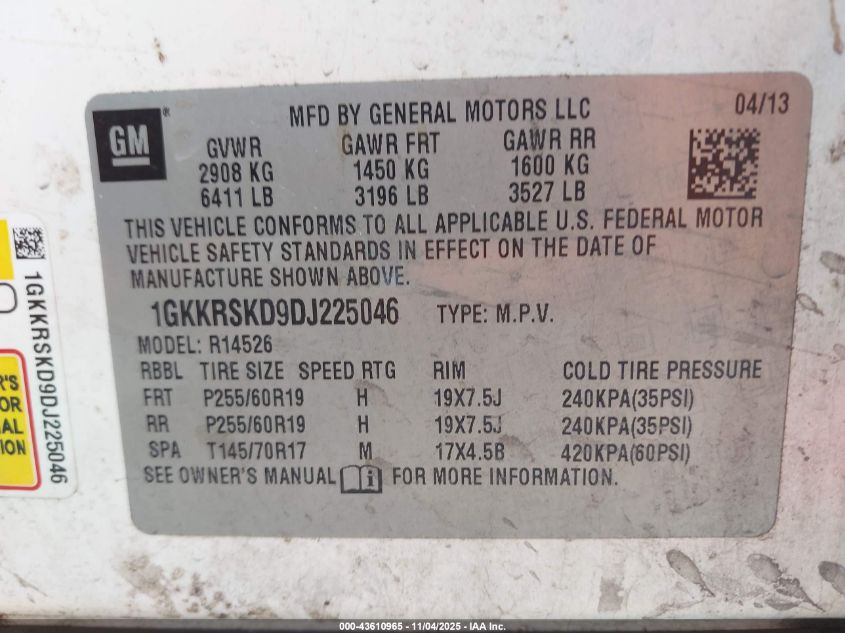 GM
®
MFD BY GENERAL MOTORS LLC
04/13
GVWR GAWR FRT GAWR RR
2908 KG 1450 KG 1600 KG
6411 LB 3196 LB 3527 LB
THIS VEHICLE CONFORMS TO ALL APPLICABLE U.S. FEDERAL MOTOR
VEHICLE SAFETY STANDARDS IN EFFECT ON THE DATE OF
MANUFACTURE SHOWN ABOVE.
1GKKRSKD9DJ225046 TYPE: M.P.V.
MODEL: R14526
RBBL TIRE SIZE SPEED RTG RIM COLD TIRE PRESSURE
FRT P255/60R19 H 19X7.5J 240KPA(35PSI)
RR P255/60R19 H 19X7.5J 240KPA(35PSI)
SPA T145/70R17 M 17X4.5B 420KPA(60PSI)
SEE OWNER'S MANUAL i FOR MORE INFORMATION.
1GKKRSKD9DJ225046
000-43610965 - 11/04/2025 - IAA Inc.